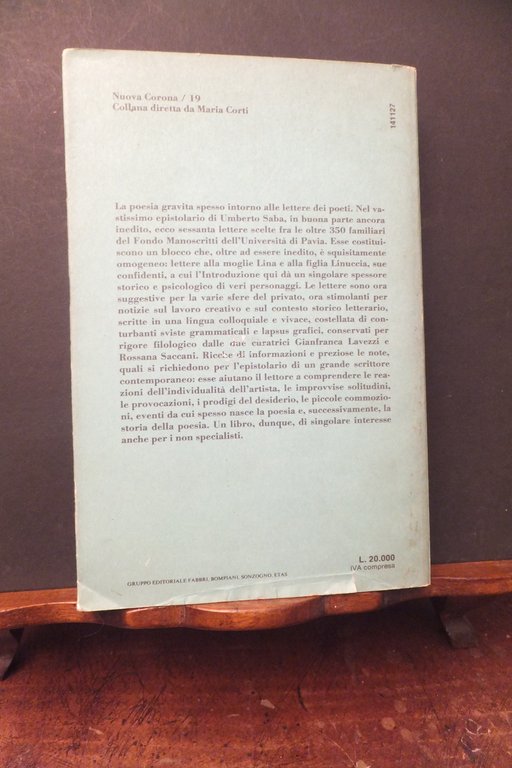 Nuova Corona / 19
Collana diretta da Maria Corti
141127
La poesia gravita spesso intorno alle lettere dei poeti. Nel va-
stissimo epistolario di Umberto Saba, in buona parte ancora
inedito, ecco sessanta lettere scelte fra le oltre 350 familiari
del Fondo Manoscritti dell'Università di Pavia. Esse costitui-
scono un blocco che, oltre ad essere inedito, è squisitamente
omogeneo: lettere alla moglie Lina e alla figlia Linuccia, sue
confidenti, a cui l'Introduzione qui dà un singolare spessore
storico e psicologico di veri personaggi. Le lettere sono ora
suggestive per la varie sfere del privato, ora stimolanti per
notizie sul lavoro creativo e sul contesto storico letterario,
scritte in una lingua colloquiale e vivace, costellata di con-
turbanti sviste grammaticali e lapsus grafici, conservati per
rigore filologico dalle due curatrici Gianfranca Lavezzi e
Rossana Saccani. Ricche di informazioni e preziose le note,
quali si richiedono per l'epistolario di un grande scrittore
contemporaneo: esse aiutano il lettore a comprendere le rea-
zioni dell'individualità dell'artista, le improvvise solitudini,
le provocazioni, i prodigi del desiderio, le piccole commozio-
ni, eventi da cui spesso nasce la poesia e, successivamente, la
storia della poesia. Un libro, dunque, di singolare interesse
anche per i non specialisti.
L. 20.000
IVA compresa
GRUPPO EDITORIALE FABBRI, BOMPIANI, SONZOGNO, ETAS